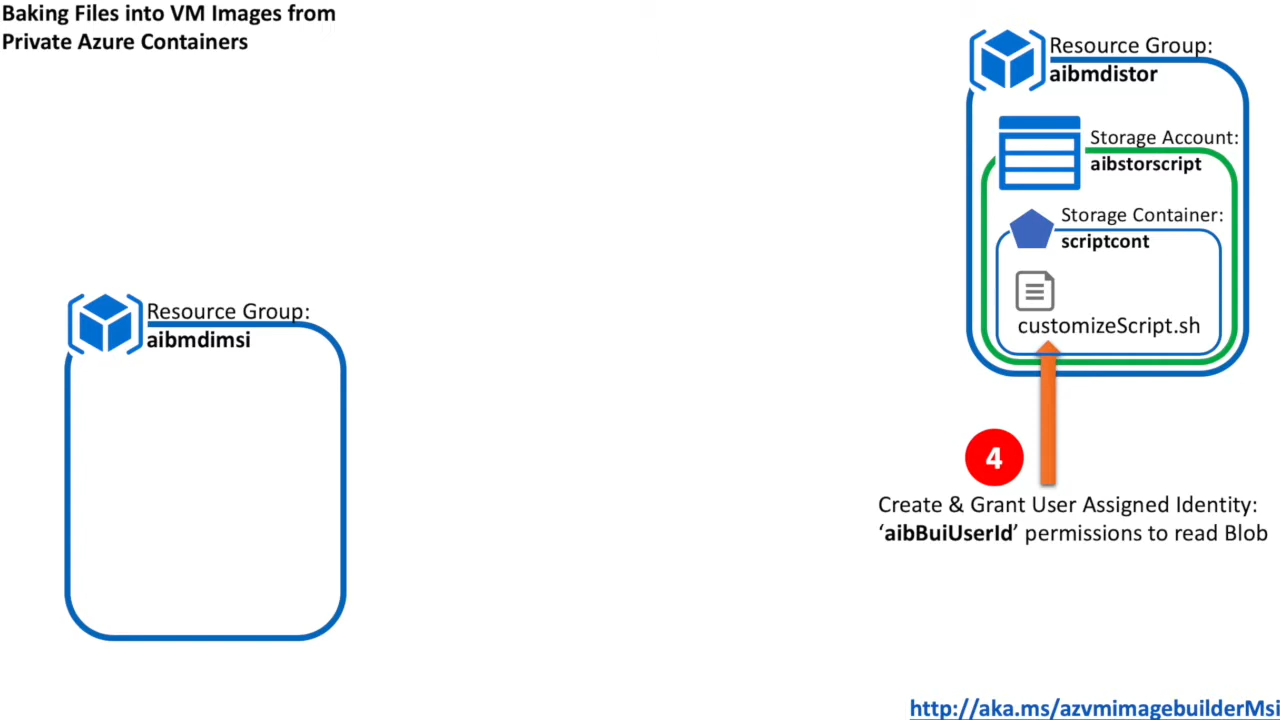 Baking Files into VM Images from
Private Azure Containers
Resource Group:
aibmdistor
Storage Account:
aibstorscript
Storage Container:
scriptcont
customizeScript.sh
Resource Group:
aibmdimsi
4
Create & Grant User Assigned Identity:
‘aibBuiUserId’ permissions to read Blob
http://aka.ms/azvmimagebuilderMsi